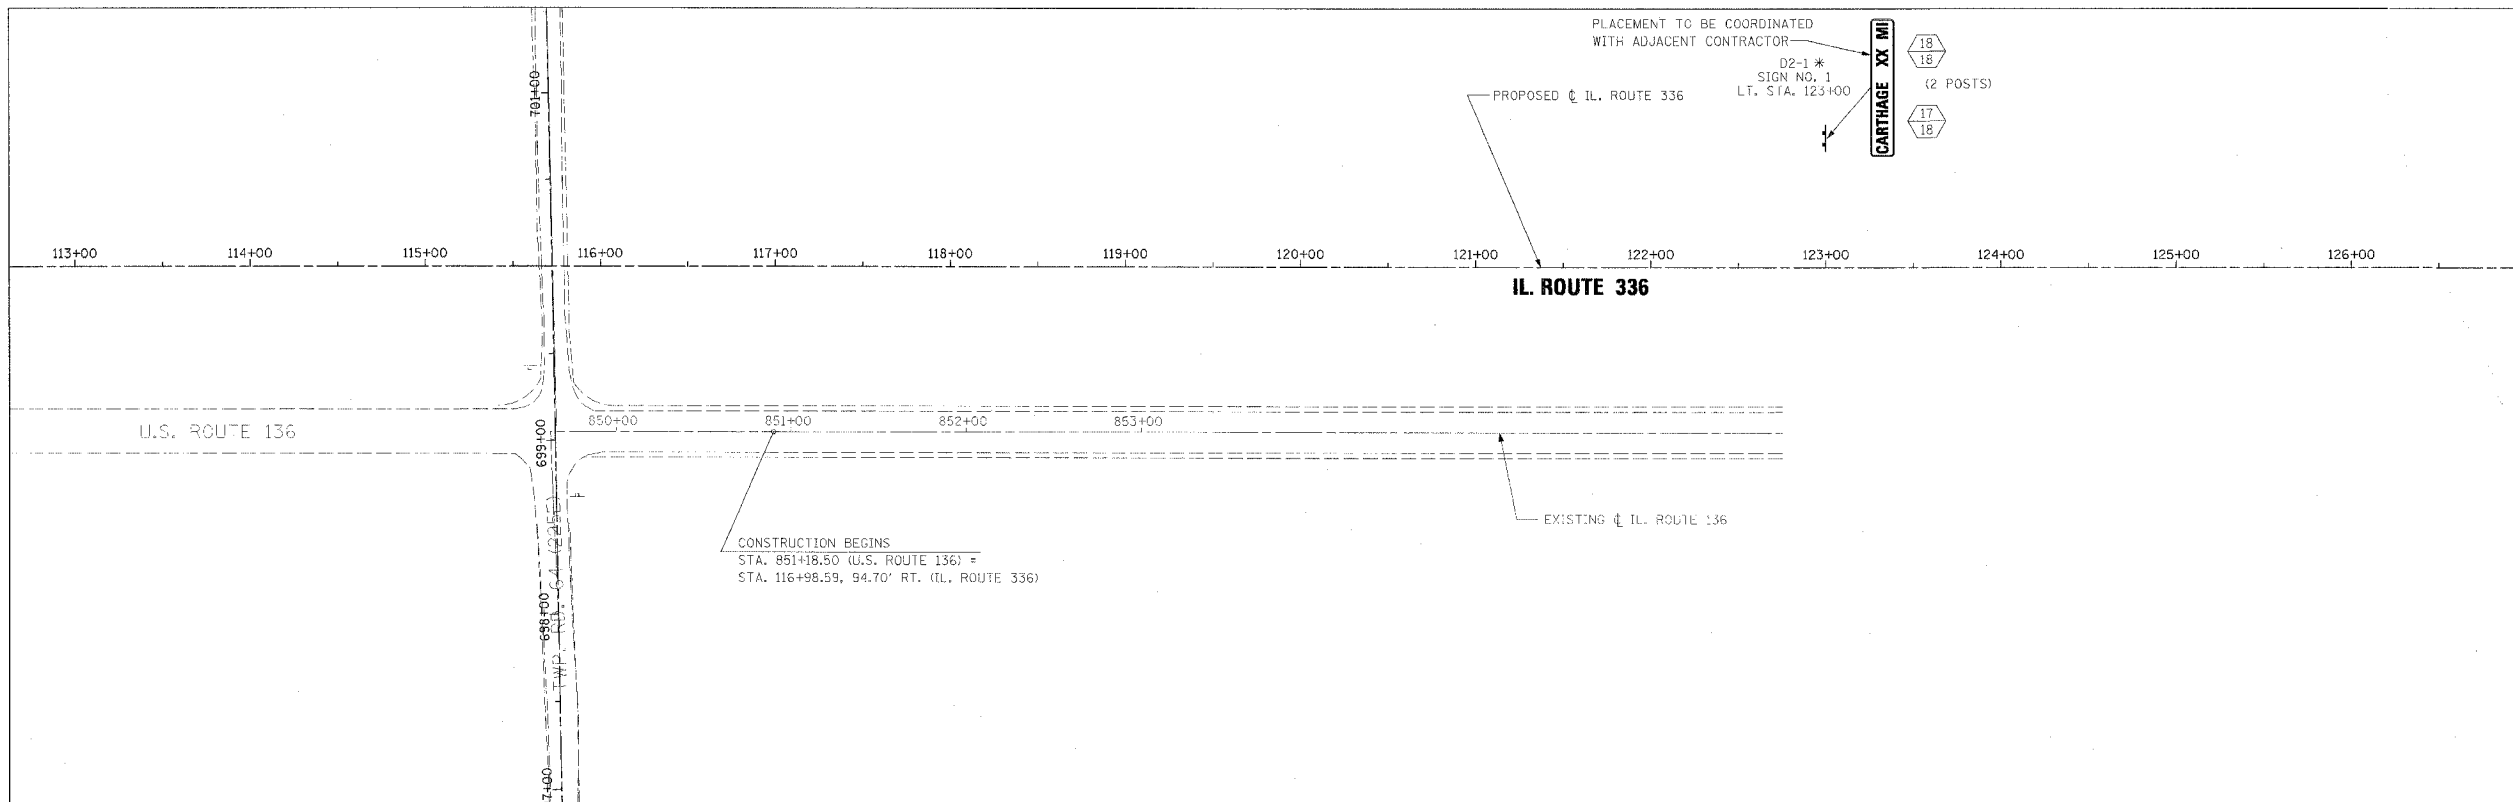 PLACEMENT TO BE COORDINATED
WITH ADJACENT CONTRACTOR
D2-1 *
SIGN NO. 1
LT. STA. 123+00
CARTHAGE XX MI
18
18
(2 POSTS)
17
18
PROPOSED ℄ IL. ROUTE 336
701+00
113+00 114+00 115+00 116+00 117+00 118+00 119+00 120+00 121+00 122+00 123+00 124+00 125+00 126+00
IL. ROUTE 336
U.S. ROUTE 136
850+00 851+00 852+00 853+00
699+00
EXISTING ℄ IL. ROUTE 136
CONSTRUCTION BEGINS
STA. 851+18.50 (U.S. ROUTE 136) =
STA. 116+98.59, 94.70' RT. (IL. ROUTE 336)
698+00
TWP. RD. 64
7+00